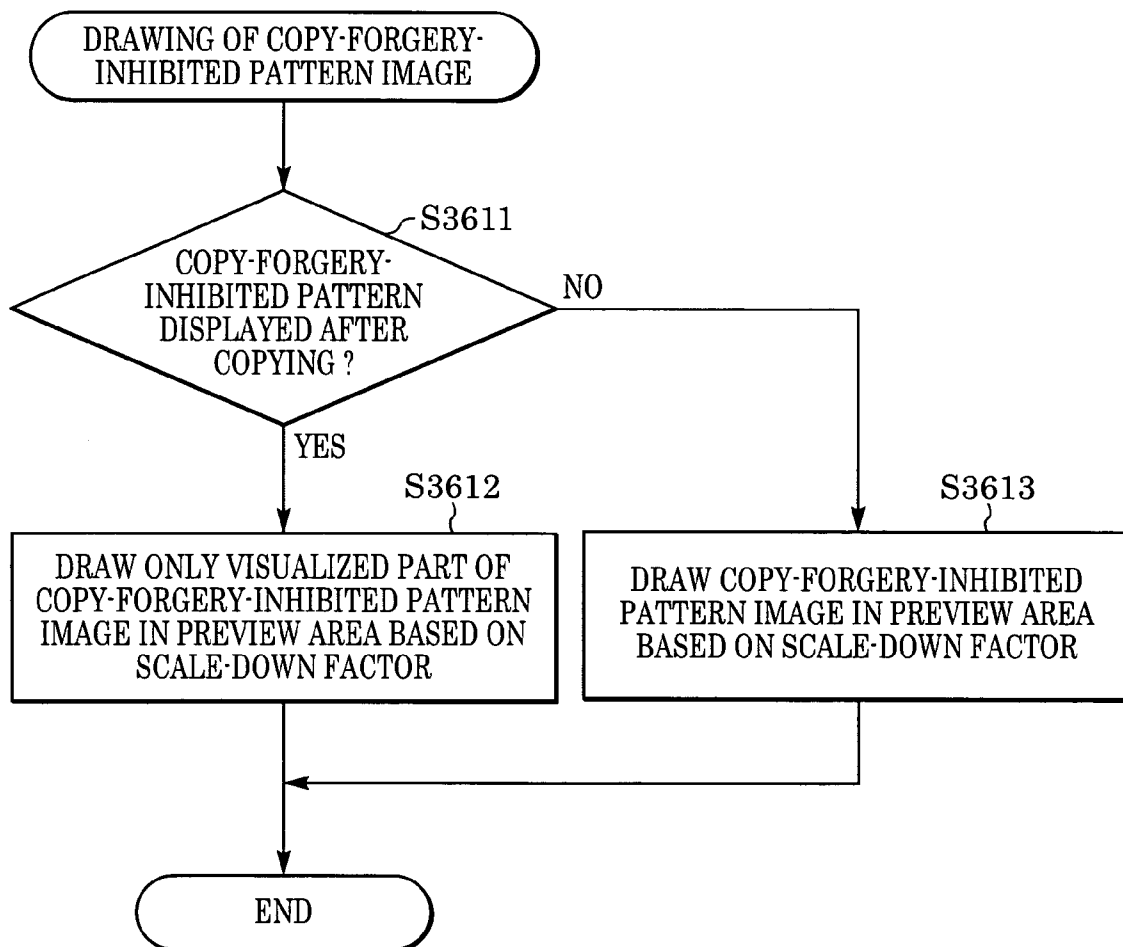 DRAWING OF COPY-FORGERY-
INHIBITED PATTERN IMAGE
S3611
COPY-FORGERY-
INHIBITED PATTERN
DISPLAYED AFTER
COPYING ?
NO
YES
S3612
DRAW ONLY VISUALIZED PART OF
COPY-FORGERY-INHIBITED PATTERN
IMAGE IN PREVIEW AREA BASED ON
SCALE-DOWN FACTOR
S3613
DRAW COPY-FORGERY-INHIBITED
PATTERN IMAGE IN PREVIEW AREA
BASED ON SCALE-DOWN FACTOR
END